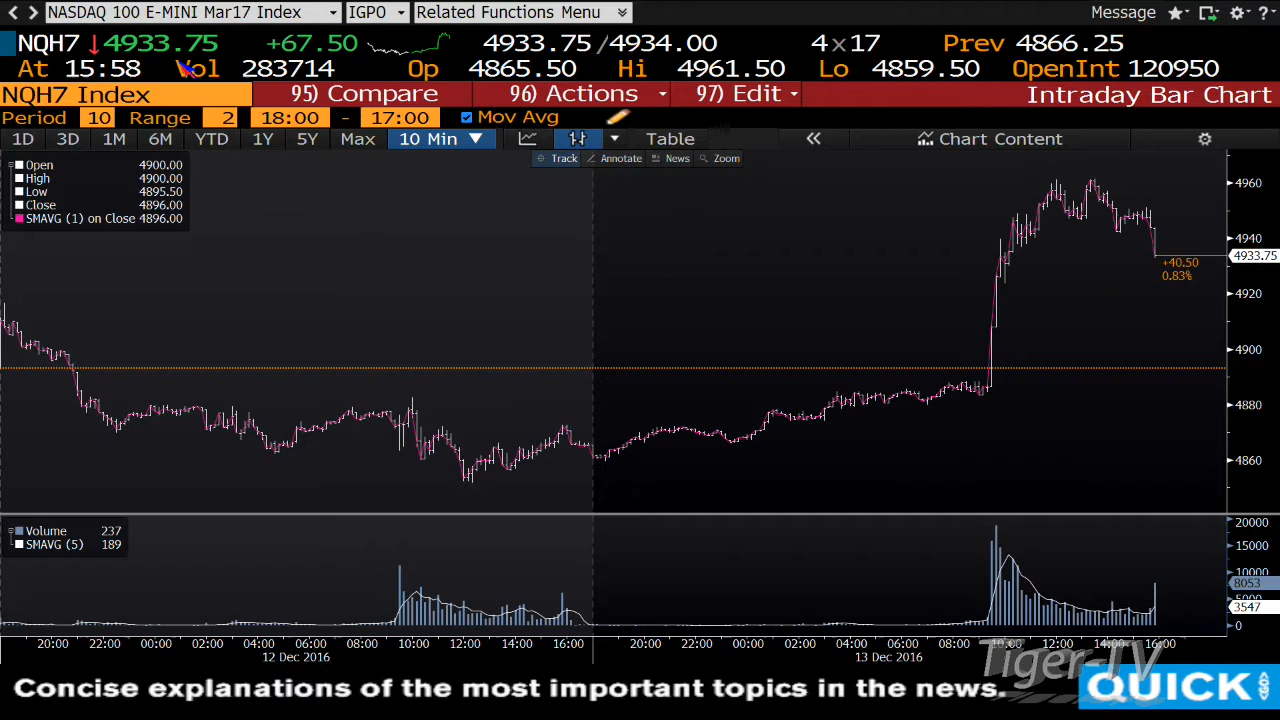 NASDAQ 100 E-MINI Mar17 Index IGPO Related Functions Menu Message ?
NQH7 4933.75 +67.50 4933.75/4934.00 4x17 Prev 4866.25
At 15:58 Vol 283714 Op 4865.50 Hi 4961.50 Lo 4859.50 OpenInt 120950
NQH7 Index 95) Compare 96) Actions 97) Edit Intraday Bar Chart
Period 10 Range 2 18:00 - 17:00 Mov Avg
1D 3D 1M 6M YTD 1Y 5Y Max 10 Min Table Chart Content
Track Annotate News Zoom
Open 4900.00
High 4900.00
Low 4895.50
Close 4896.00
SMAVG (1) on Close 4896.00
4960
4940
4933.75
+40.50
0.83%
4920
4900
4880
4860
Volume 237
SMAVG (5) 189
20000
15000
10000
8053
5000
3547
0
20:00 22:00 00:00 02:00 04:00 06:00 08:00 10:00 12:00 14:00 16:00 20:00 22:00 00:00 02:00 04:00 06:00 08:00 10:00 12:00 14:00 16:00
12 Dec 2016 13 Dec 2016
Tiger-TV
Concise explanations of the most important topics in the news. QUICK